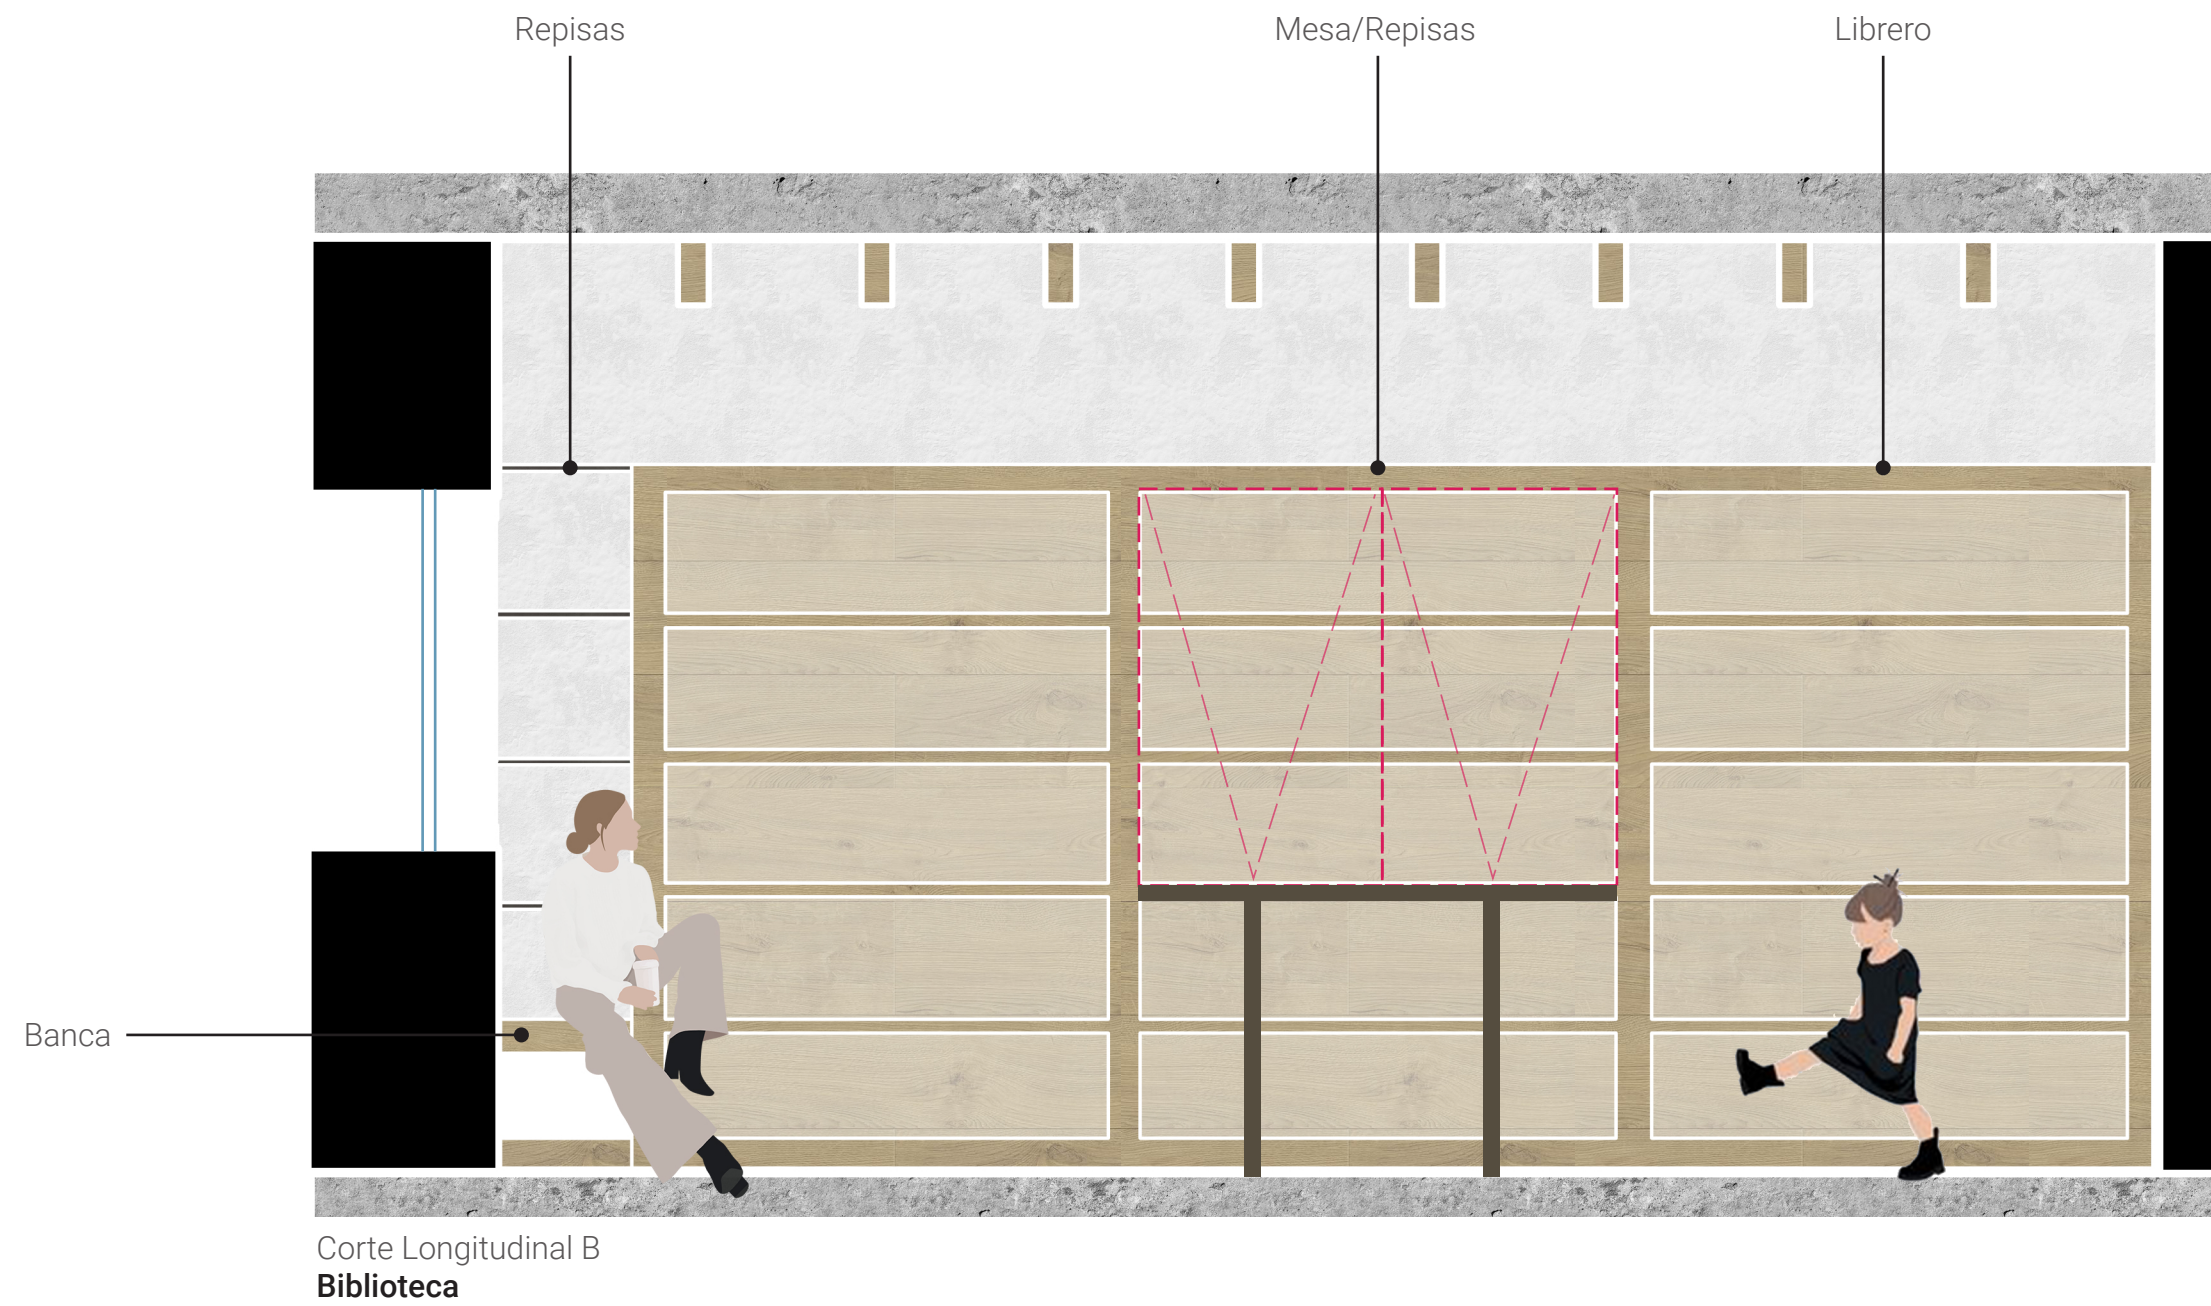 Repisas
Mesa/Repisas
Librero
Banca
Corte Longitudinal B
Biblioteca